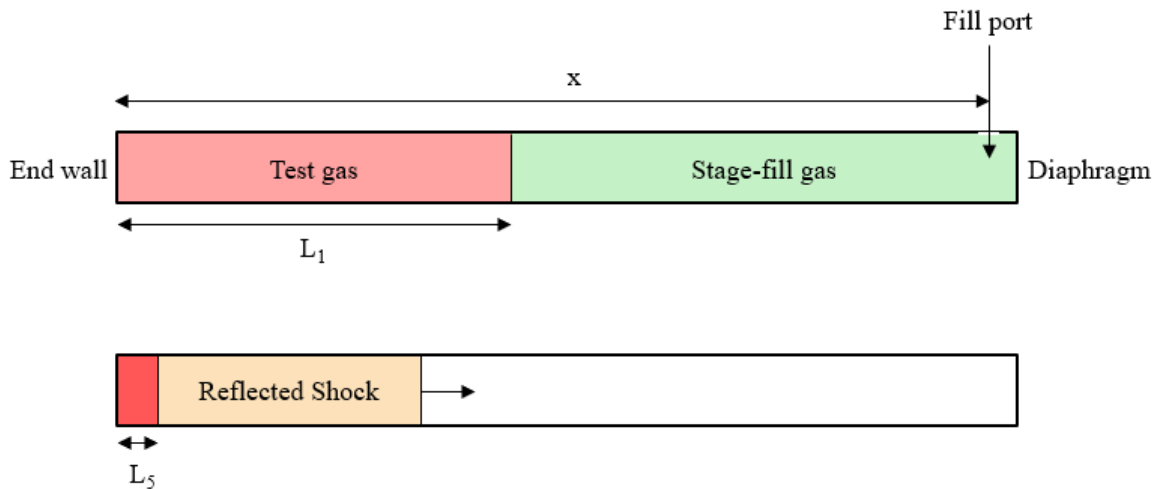 Fill port
x
End wall
Test gas
Stage-fill gas
Diaphragm
L₁
Reflected Shock
L₅